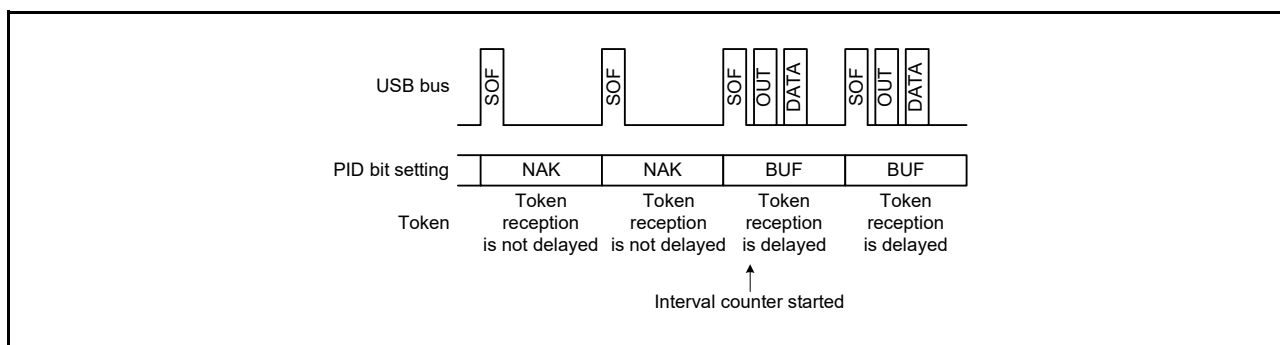 USB bus
SOF
SOF
SOF
OUT
DATA
SOF
OUT
DATA
PID bit setting
NAK
NAK
BUF
BUF
Token
Token
reception
is not delayed
Token
reception
is not delayed
Token
reception
is delayed
Token
reception
is delayed
Interval counter started